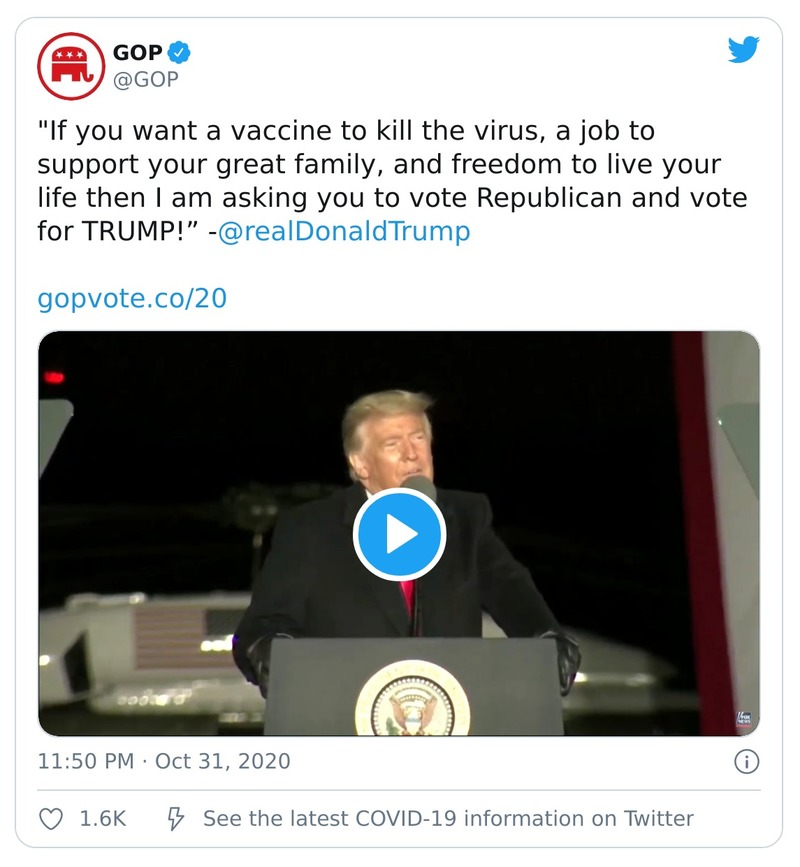 GOP
@GOP
"If you want a vaccine to kill the virus, a job to
support your great family, and freedom to live your
life then I am asking you to vote Republican and vote
for TRUMP!” -@realDonaldTrump
gopvote.co/20
FOX
NEWS
11:50 PM · Oct 31, 2020
1.6K
See the latest COVID-19 information on Twitter